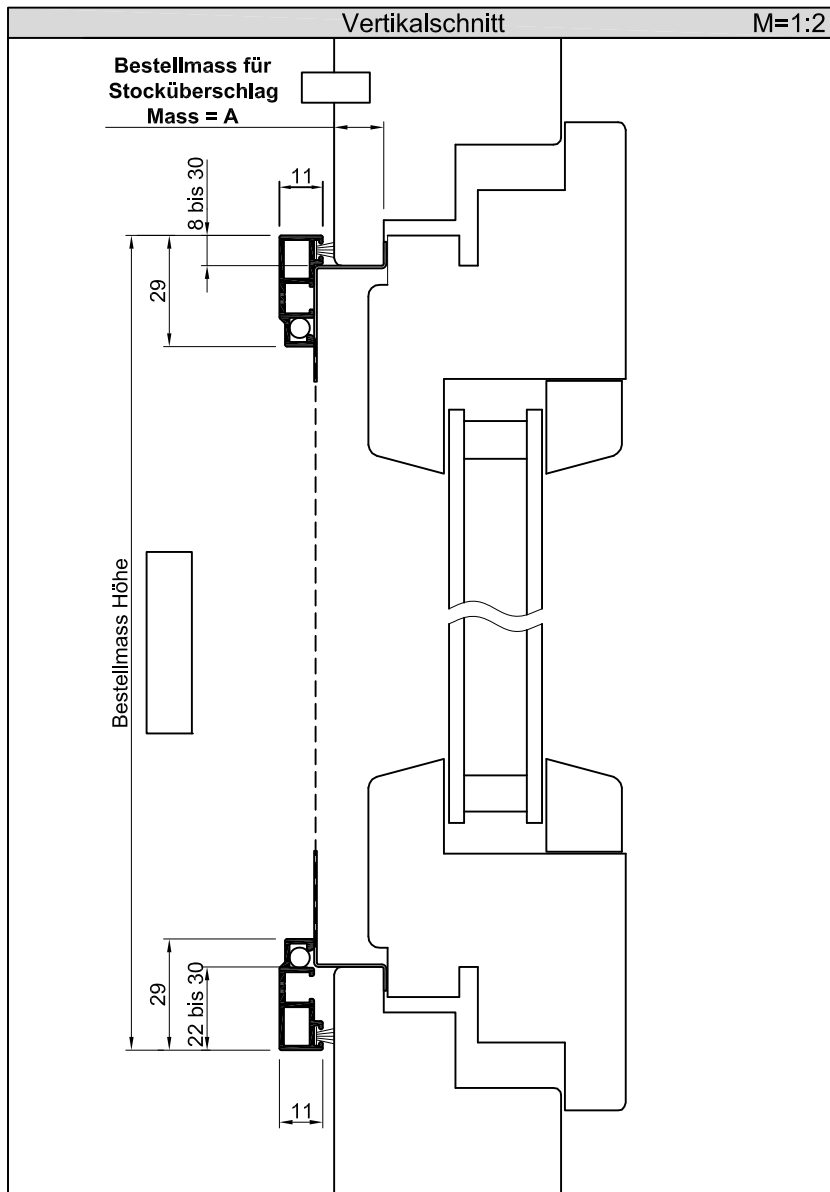 Vertikalschnitt
M=1:2
Bestellmass für
Stocküberschlag
Mass = A
11
8 bis 30
29
Bestellmass Höhe
29
22 bis 30
11